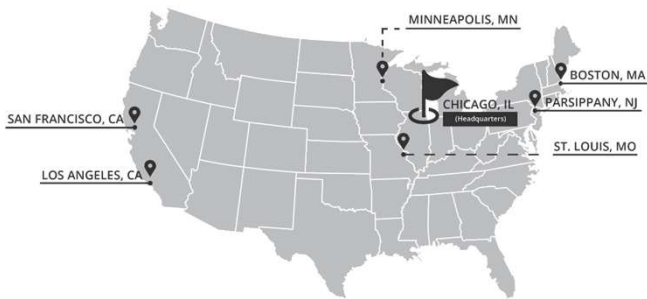 MINNEAPOLIS, MN
BOSTON, MA
CHICAGO, IL
(Headquarters)
PARSIPPANY, NJ
SAN FRANCISCO, CA
ST. LOUIS, MO
LOS ANGELES, CA